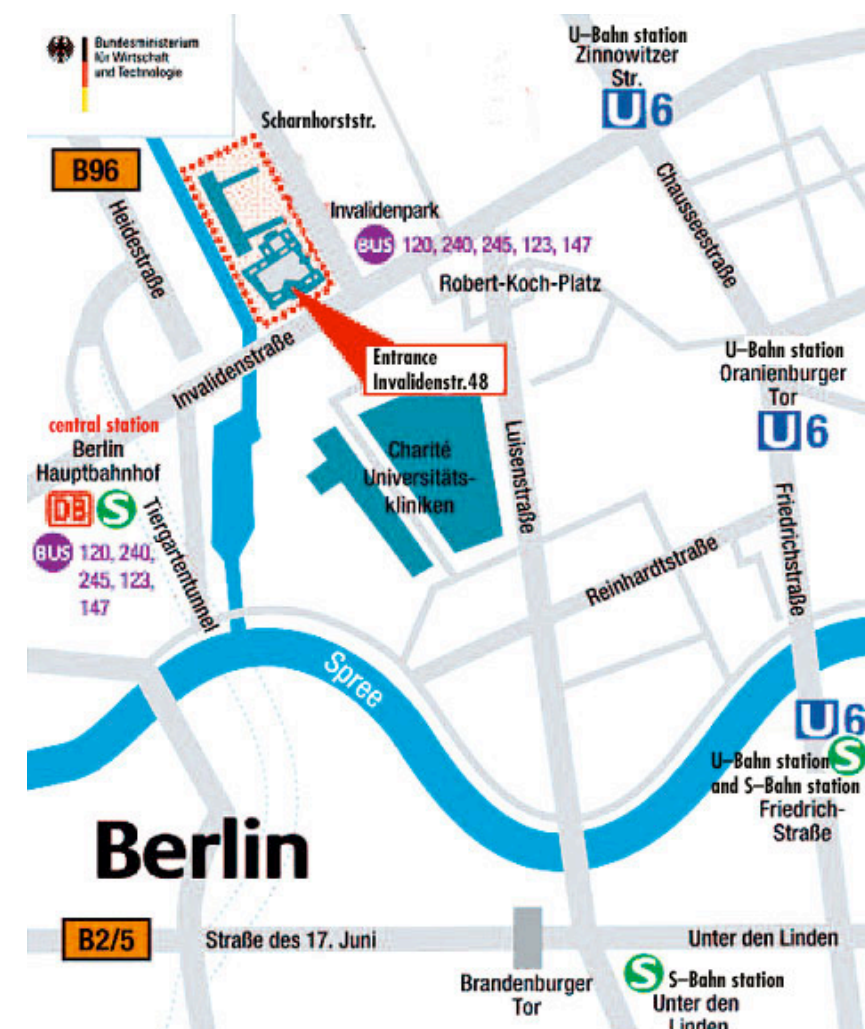 Bundesministerium
für Wirtschaft
und Technologie
U-Bahn station
Zinnowitzer
Str.
U6
Scharnhorststr.
B96
Heidestraße
Invalidenpark
BUS 120, 240, 245, 123, 147
Robert-Koch-Platz
Chausseestraße
Invalidenstraße
Entrance
Invalidenstr.48
U-Bahn station
Oranienburger
Tor
U6
central station
Berlin
Hauptbahnhof
DB S
BUS 120, 240,
245, 123,
147
Tiergartentunnel
Charité
Universitäts-
kliniken
Luisenstraße
Reinhardtstraße
Friedrichstraße
Spree
U6
S
U-Bahn station
and S-Bahn station
Friedrich-
Straße
Berlin
B2/5
Straße des 17. Juni
Unter den Linden
Brandenburger
Tor
S S-Bahn station
Unter den
Linden